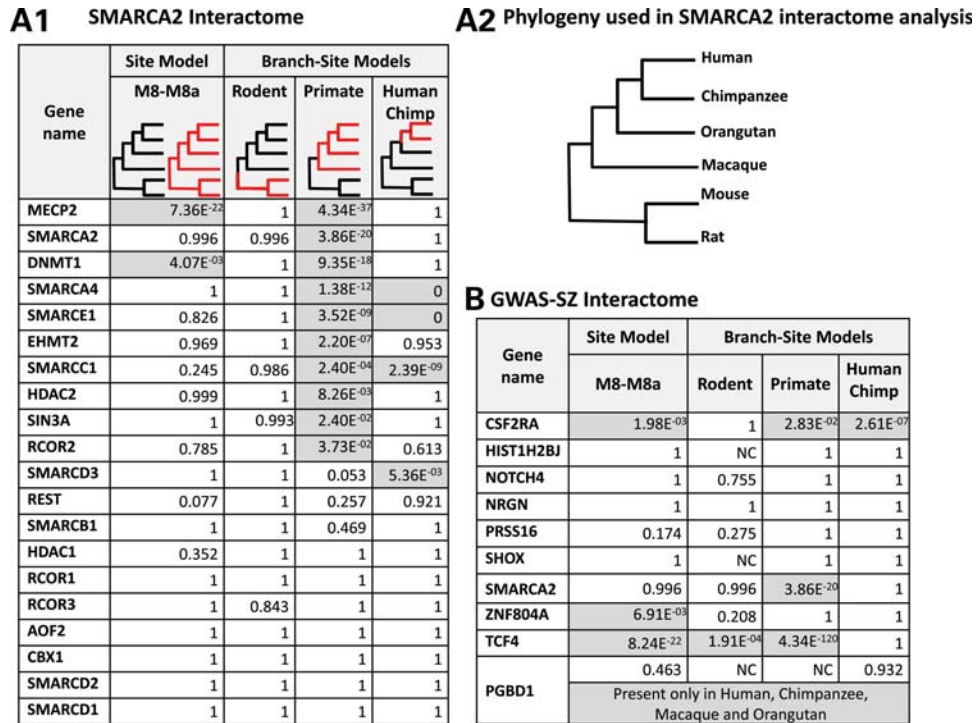 A1 SMARCA2 Interactome
Gene name | Site Model | Branch-Site Models
M8-M8a | Rodent | Primate | Human Chimp
MECP2 | 7.36E-22 | 1 | 4.34E-37 | 1
SMARCA2 | 0.996 | 0.996 | 3.86E-20 | 1
DNMT1 | 4.07E-03 | 1 | 9.35E-18 | 1
SMARCA4 | 1 | 1 | 1.38E-12 | 0
SMARCE1 | 0.826 | 1 | 3.52E-09 | 0
EHMT2 | 0.969 | 1 | 2.20E-07 | 0.953
SMARCC1 | 0.245 | 0.986 | 2.40E-04 | 2.39E-09
HDAC2 | 0.999 | 1 | 8.26E-03 | 1
SIN3A | 1 | 0.993 | 2.40E-02 | 1
RCOR2 | 0.785 | 1 | 3.73E-02 | 0.613
SMARCD3 | 1 | 1 | 0.053 | 5.36E-03
REST | 0.077 | 1 | 0.257 | 0.921
SMARCB1 | 1 | 1 | 0.469 | 1
HDAC1 | 0.352 | 1 | 1 | 1
RCOR1 | 1 | 1 | 1 | 1
RCOR3 | 1 | 0.843 | 1 | 1
AOF2 | 1 | 1 | 1 | 1
CBX1 | 1 | 1 | 1 | 1
SMARCD2 | 1 | 1 | 1 | 1
SMARCD1 | 1 | 1 | 1 | 1
A2 Phylogeny used in SMARCA2 interactome analysis
Human
Chimpanzee
Orangutan
Macaque
Mouse
Rat
B GWAS-SZ Interactome
Gene name | Site Model | Branch-Site Models
M8-M8a | Rodent | Primate | Human Chimp
CSF2RA | 1.98E-03 | 1 | 2.83E-02 | 2.61E-07
HIST1H2BJ | 1 | NC | 1 | 1
NOTCH4 | 1 | 0.755 | 1 | 1
NRGN | 1 | 1 | 1 | 1
PRSS16 | 0.174 | 0.275 | 1 | 1
SHOX | 1 | NC | 1 | 1
SMARCA2 | 0.996 | 0.996 | 3.86E-20 | 1
ZNF804A | 6.91E-03 | 0.208 | 1 | 1
TCF4 | 8.24E-22 | 1.91E-04 | 4.34E-120 | 1
PGBD1 | 0.463 | NC | NC | 0.932
Present only in Human, Chimpanzee,
Macaque and Orangutan